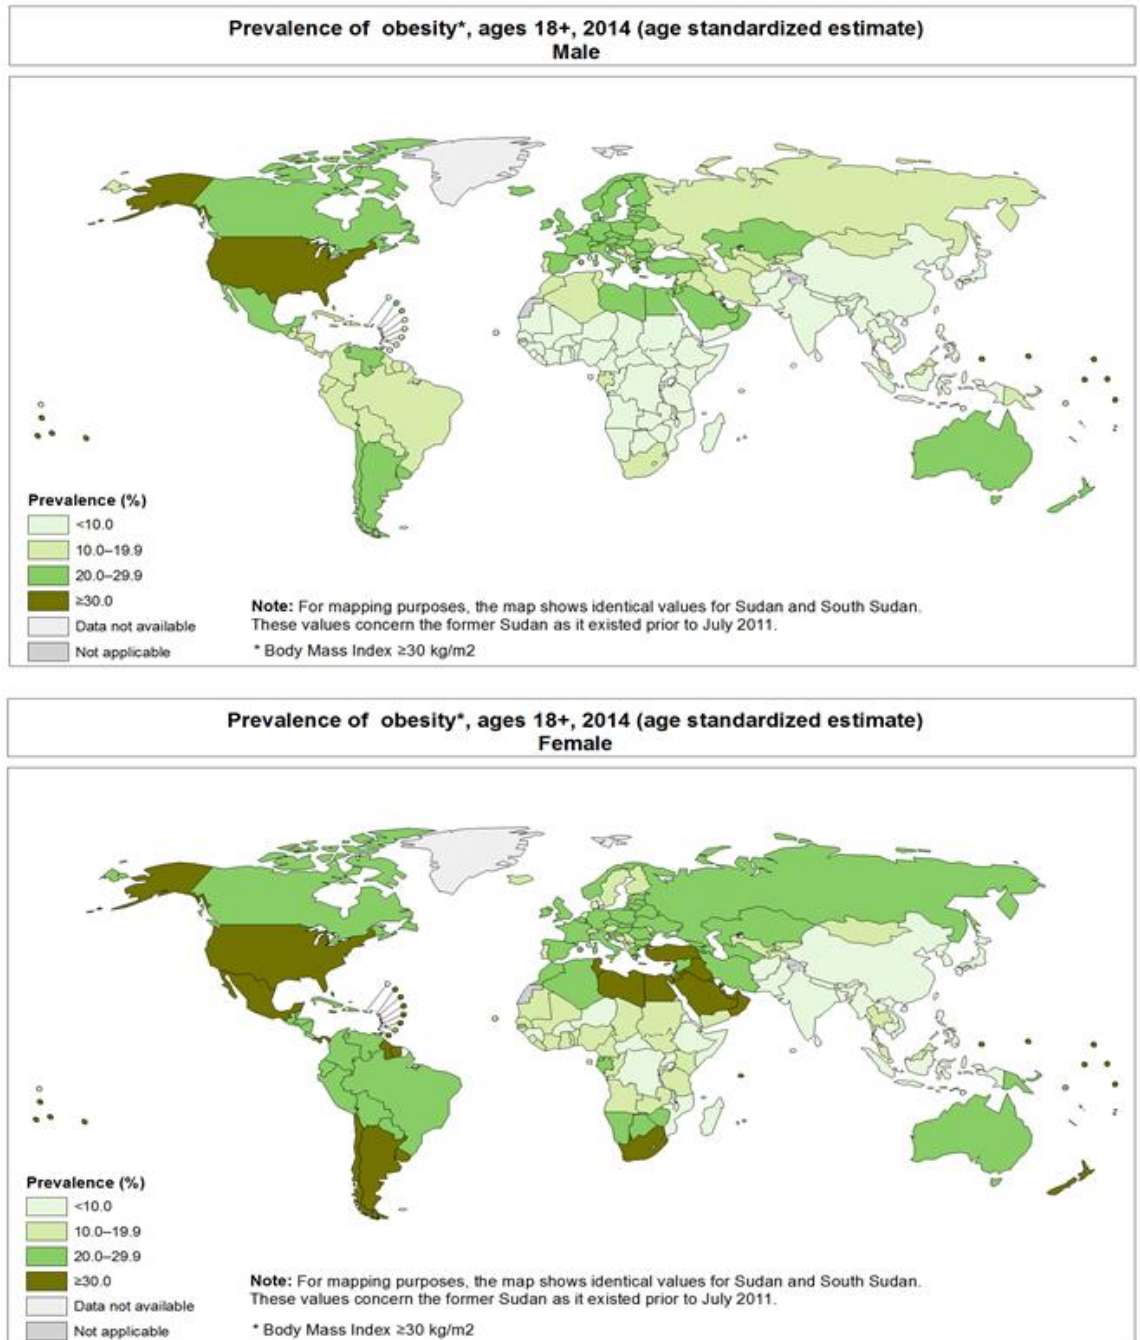 Prevalence of obesity*, ages 18+, 2014 (age standardized estimate)
Male
Prevalence (%)
<10.0
10.0–19.9
20.0–29.9
≥30.0
Data not available
Not applicable
Note: For mapping purposes, the map shows identical values for Sudan and South Sudan.
These values concern the former Sudan as it existed prior to July 2011.
* Body Mass Index ≥30 kg/m2
Prevalence of obesity*, ages 18+, 2014 (age standardized estimate)
Female
Prevalence (%)
<10.0
10.0–19.9
20.0–29.9
≥30.0
Data not available
Not applicable
Note: For mapping purposes, the map shows identical values for Sudan and South Sudan.
These values concern the former Sudan as it existed prior to July 2011.
* Body Mass Index ≥30 kg/m2